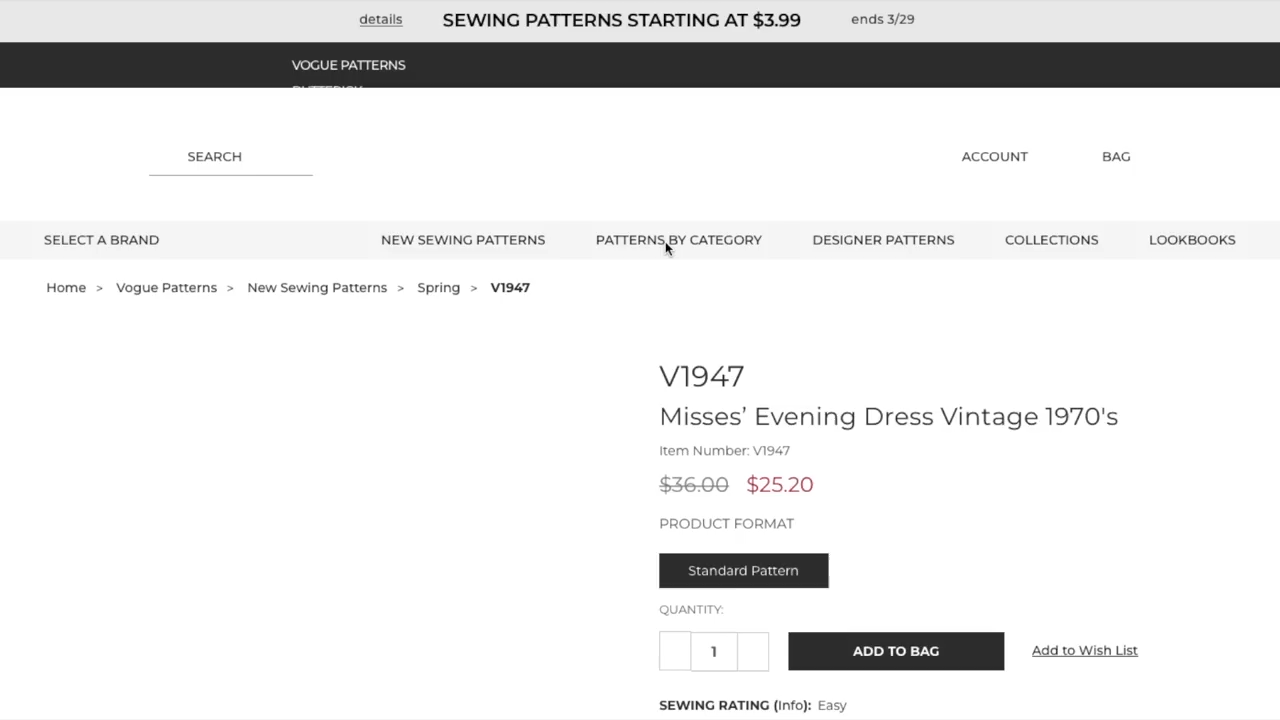 details SEWING PATTERNS STARTING AT $3.99 ends 3/29
VOGUE PATTERNS
SEARCH ACCOUNT BAG
SELECT A BRAND NEW SEWING PATTERNS PATTERNS BY CATEGORY DESIGNER PATTERNS COLLECTIONS LOOKBOOKS
Home > Vogue Patterns > New Sewing Patterns > Spring > V1947
V1947
Misses’ Evening Dress Vintage 1970's
Item Number: V1947
$36.00 $25.20
PRODUCT FORMAT
Standard Pattern
QUANTITY:
1 ADD TO BAG Add to Wish List
SEWING RATING (Info): Easy